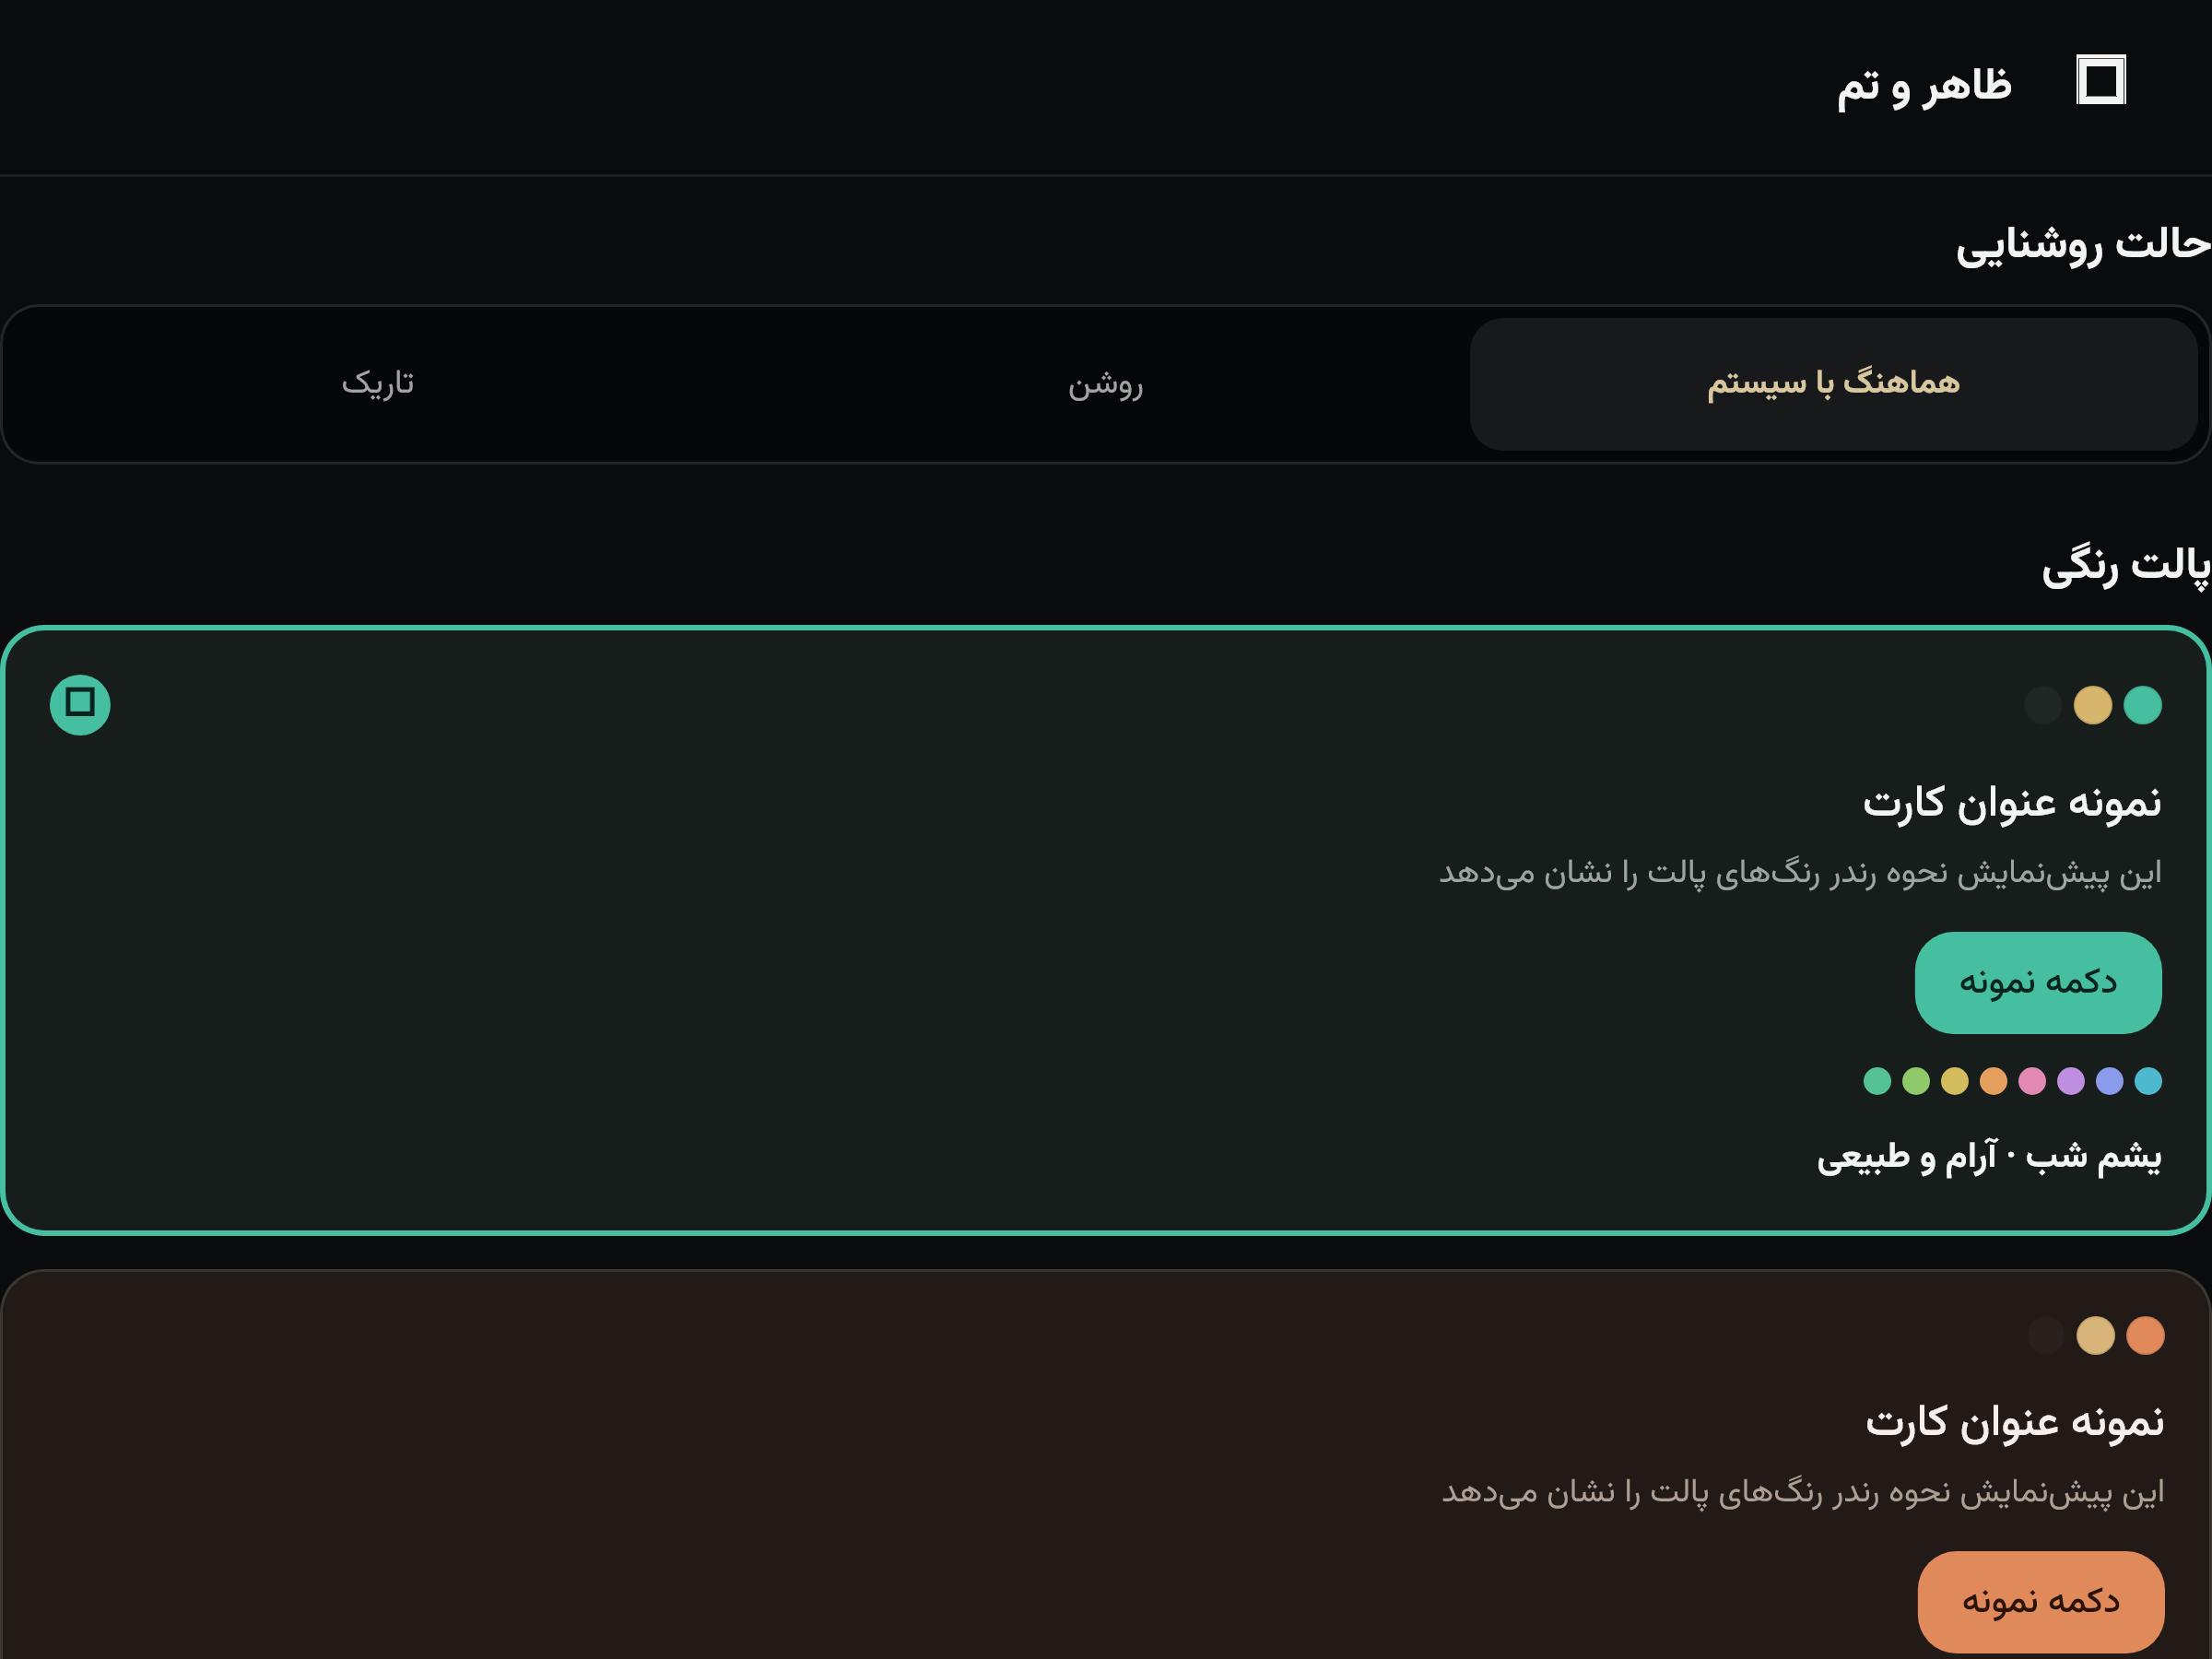 ظاهر و تم
حالت روشنایی
هماهنگ با سیستم
روشن
تاریک
پالت رنگی
نمونه عنوان کارت
این پیش‌نمایش نحوه رندر رنگ‌های پالت را نشان می‌دهد
دکمه نمونه
یشم شب · آرام و طبیعی
نمونه عنوان کارت
این پیش‌نمایش نحوه رندر رنگ‌های پالت را نشان می‌دهد
دکمه نمونه